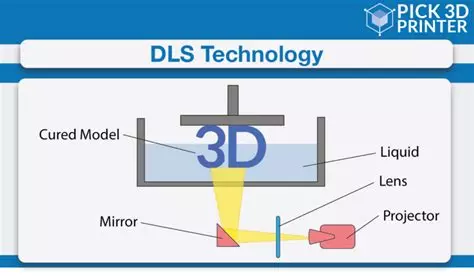 PICK 3D
PRINTER
DLS Technology
Cured Model
3D
Liquid
Lens
Mirror
Projector